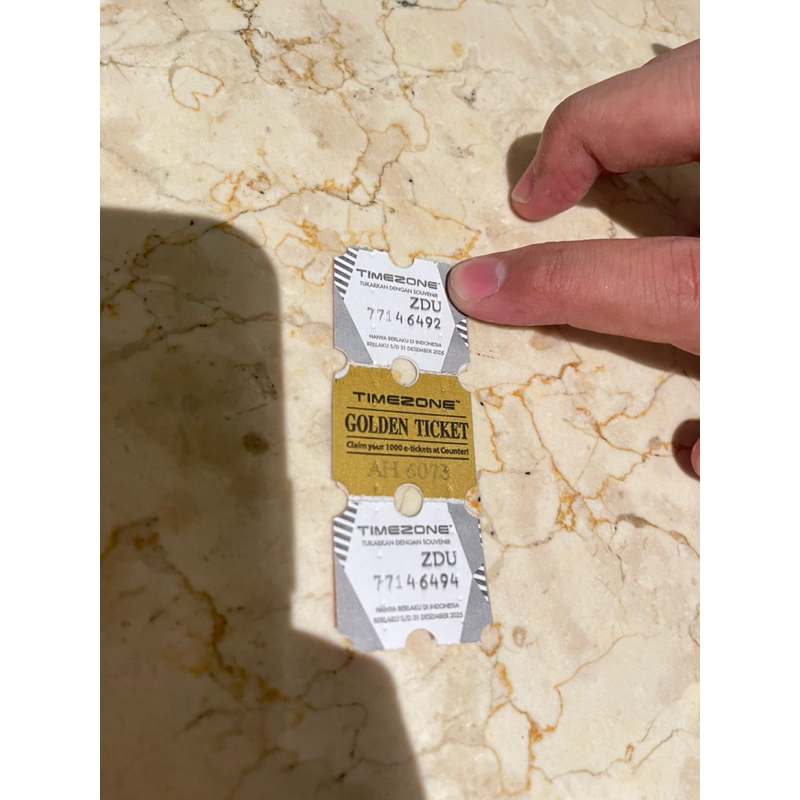 TIMEZONE
TUKARKAN DENGAN SOUVENIR
ZDU
77146492
HANYA BERLAKU DI INDONESIA
BERLAKU S/D 31 DESEMBER 2025
TIMEZONE™
GOLDEN TICKET
Claim your 1000 e-tickets at Counter!
AH 6073
TIMEZONE
TUKARKAN DENGAN SOUVENIR
ZDU
77146494
HANYA BERLAKU DI INDONESIA
BERLAKU S/D 31 DESEMBER 2025